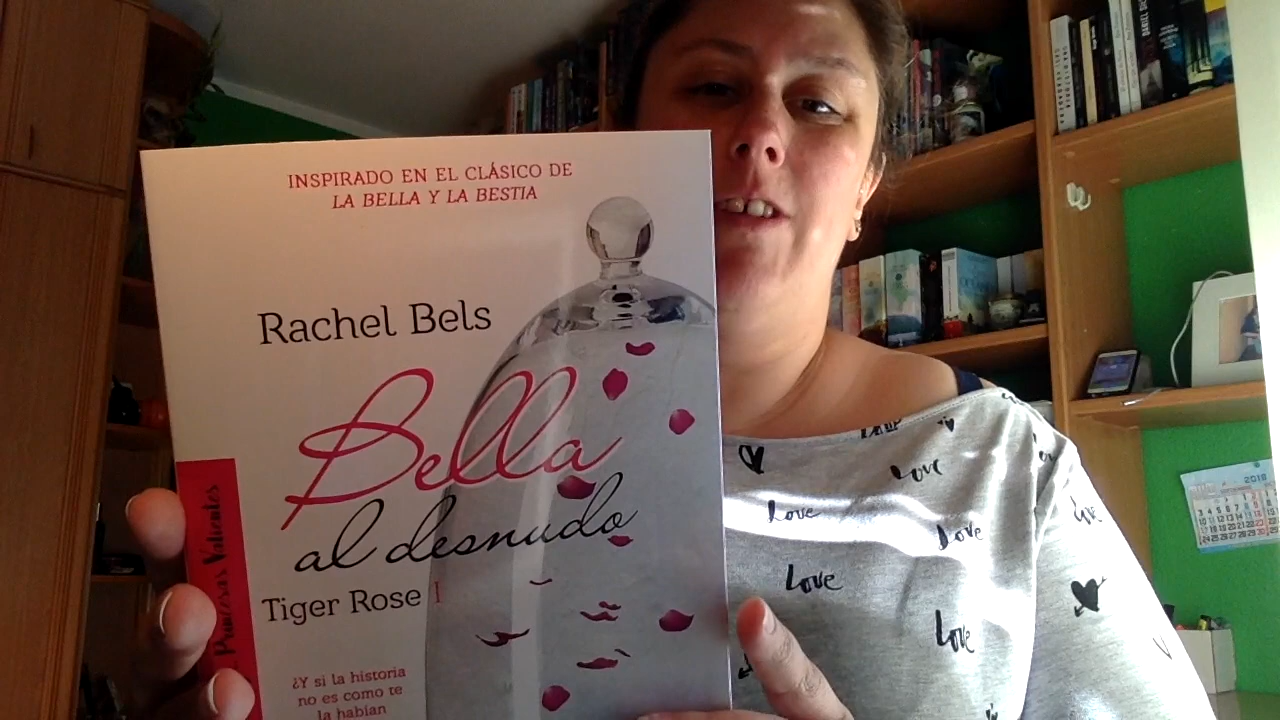 INSPIRADO EN EL CLÁSICO DE
LA BELLA Y LA BESTIA
Rachel Bels
Bella
al desnudo
Tiger Rose I
Princesas Valientes
¿Y si la historia
no es como te
la habían
Love
Love
Love
Love
Love
Love
2018